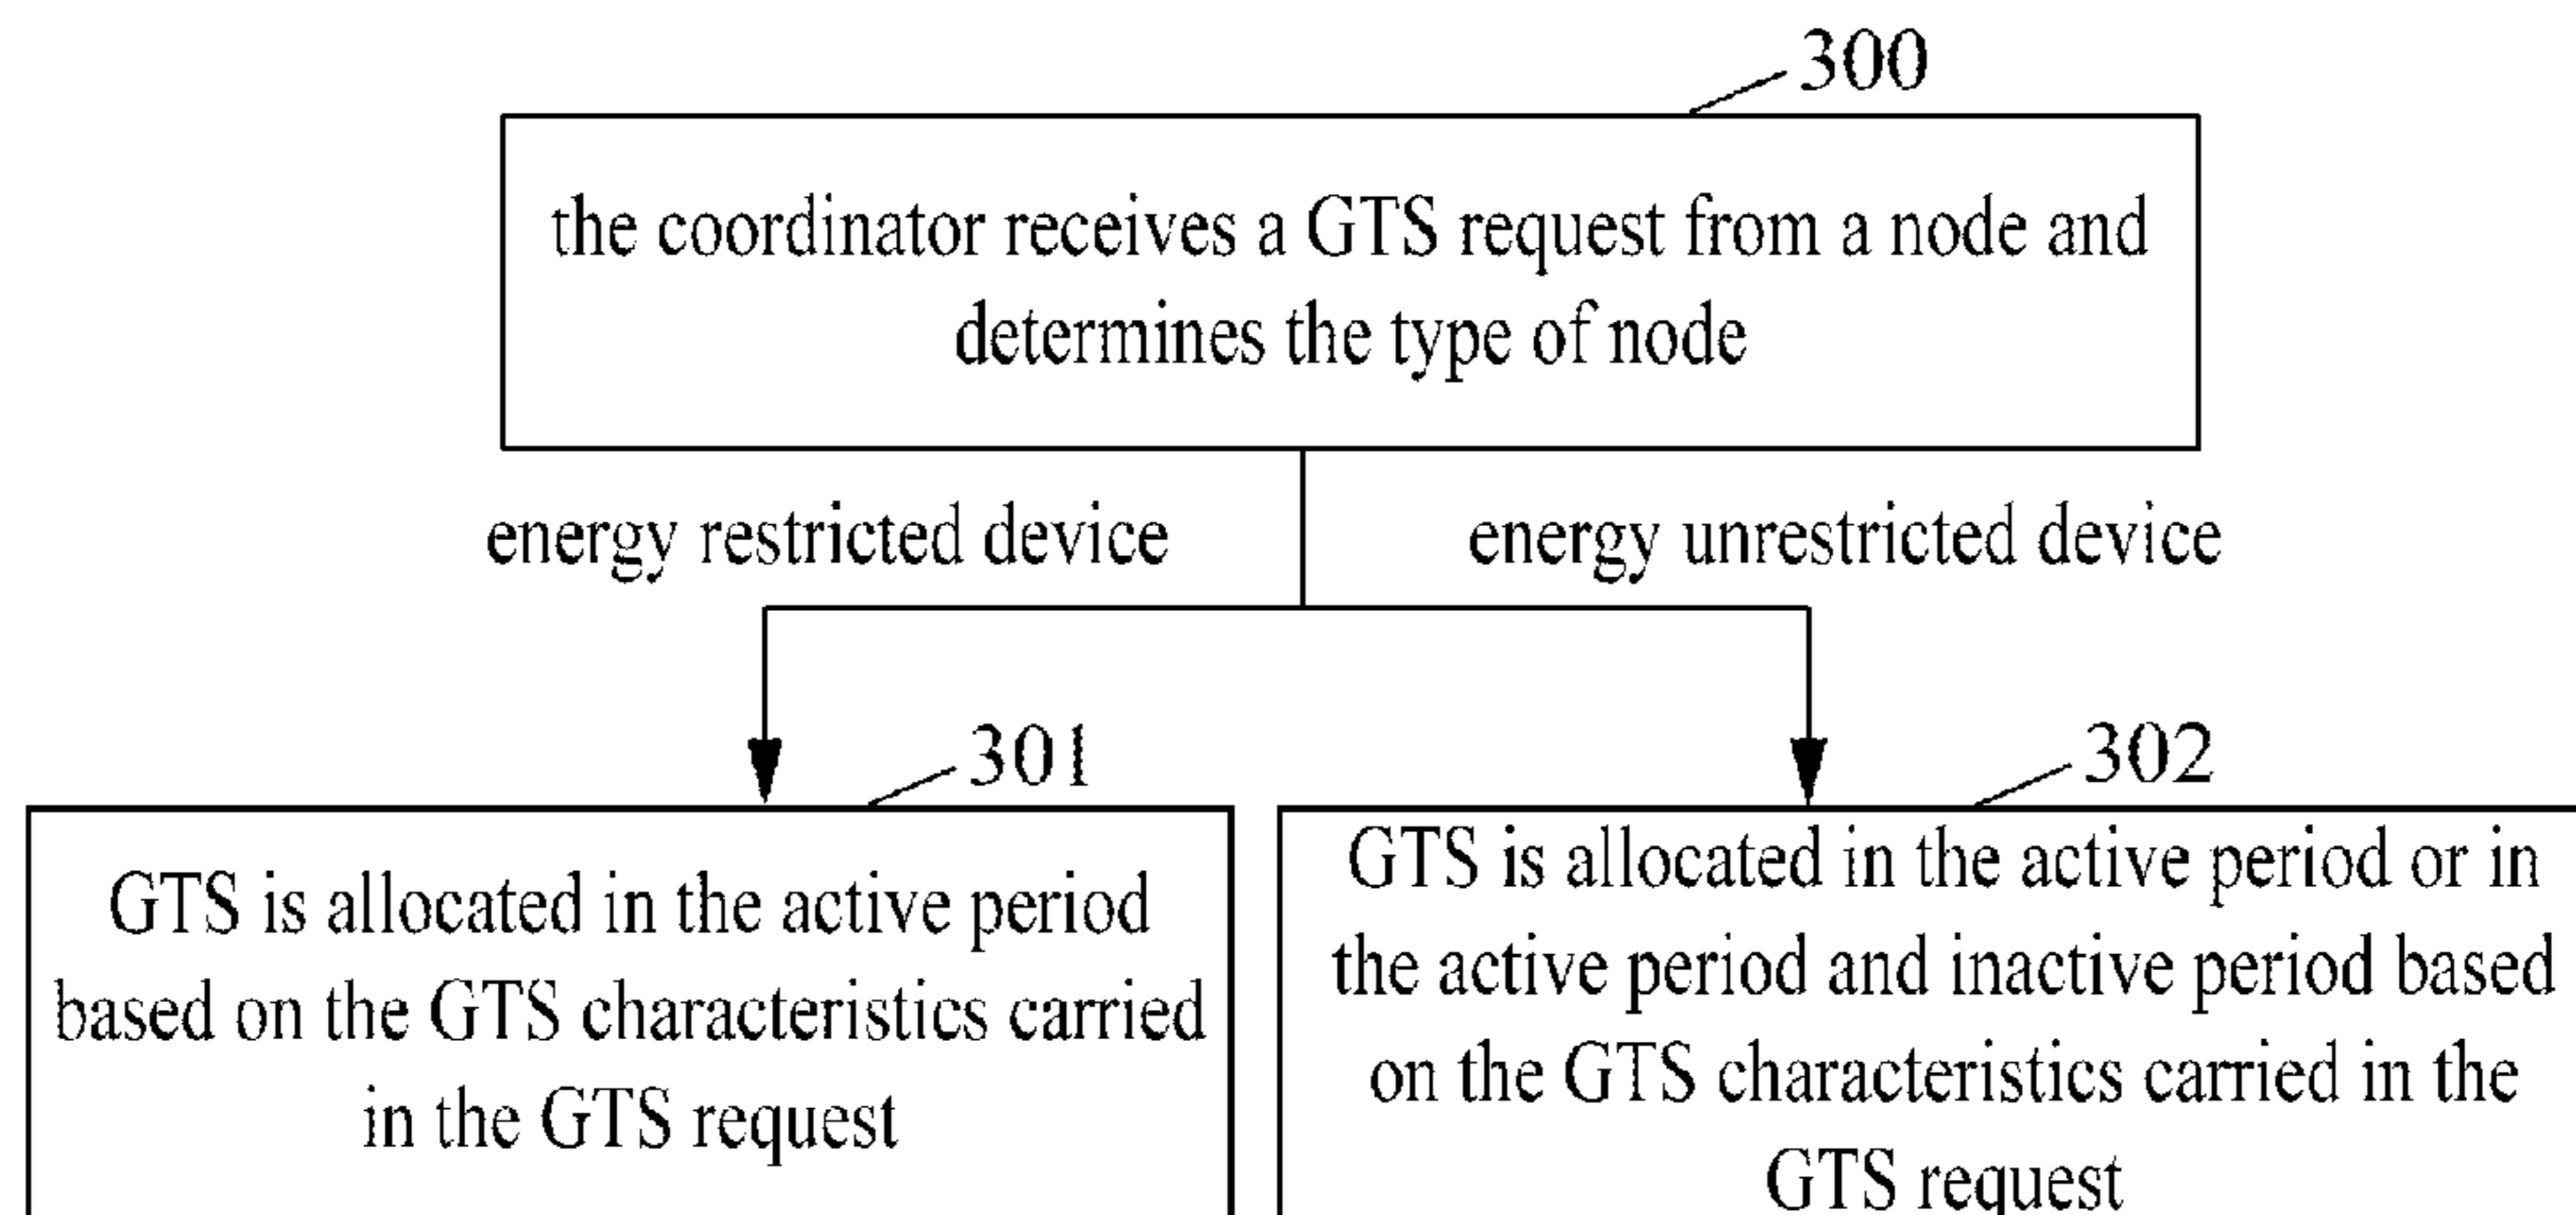 300
the coordinator receives a GTS request from a node and
determines the type of node
energy restricted device
energy unrestricted device
301
302
GTS is allocated in the active period
based on the GTS characteristics carried
in the GTS request
GTS is allocated in the active period or in
the active period and inactive period based
on the GTS characteristics carried in the
GTS request